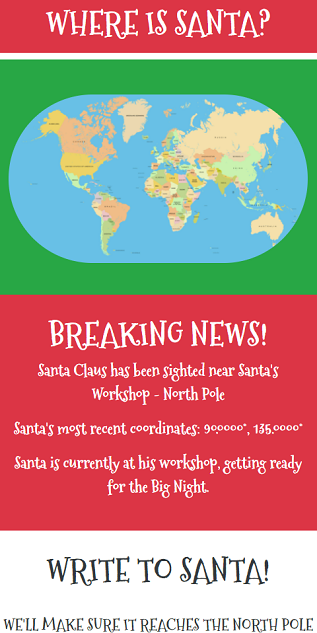 WHERE IS SANTA?
BREAKING NEWS!
Santa Claus has been sighted near Santa's
Workshop - North Pole
Santa's most recent coordinates: 90.0000°, 135.0000°
Santa is currently at his workshop, getting ready
for the Big Night.
WRITE TO SANTA!
WE'LL MAKE SURE IT REACHES THE NORTH POLE